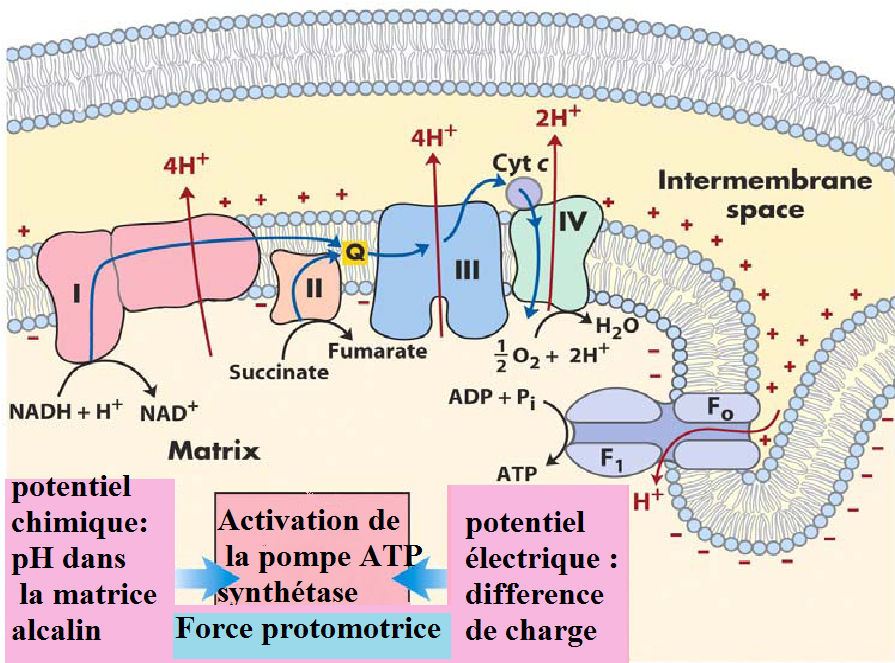 4H⁺
4H⁺
2H⁺
Cyt c
Intermembrane
space
I
II
Q
III
IV
Succinate
Fumarate
½ O₂ + 2H⁺
H₂O
NADH + H⁺
NAD⁺
ADP + Pᵢ
ATP
F₀
F₁
H⁺
Matrix
potentiel
chimique:
pH dans
la matrice
alcalin
Activation de
la pompe ATP
synthétase
Force protomotrice
potentiel
électrique :
difference
de charge